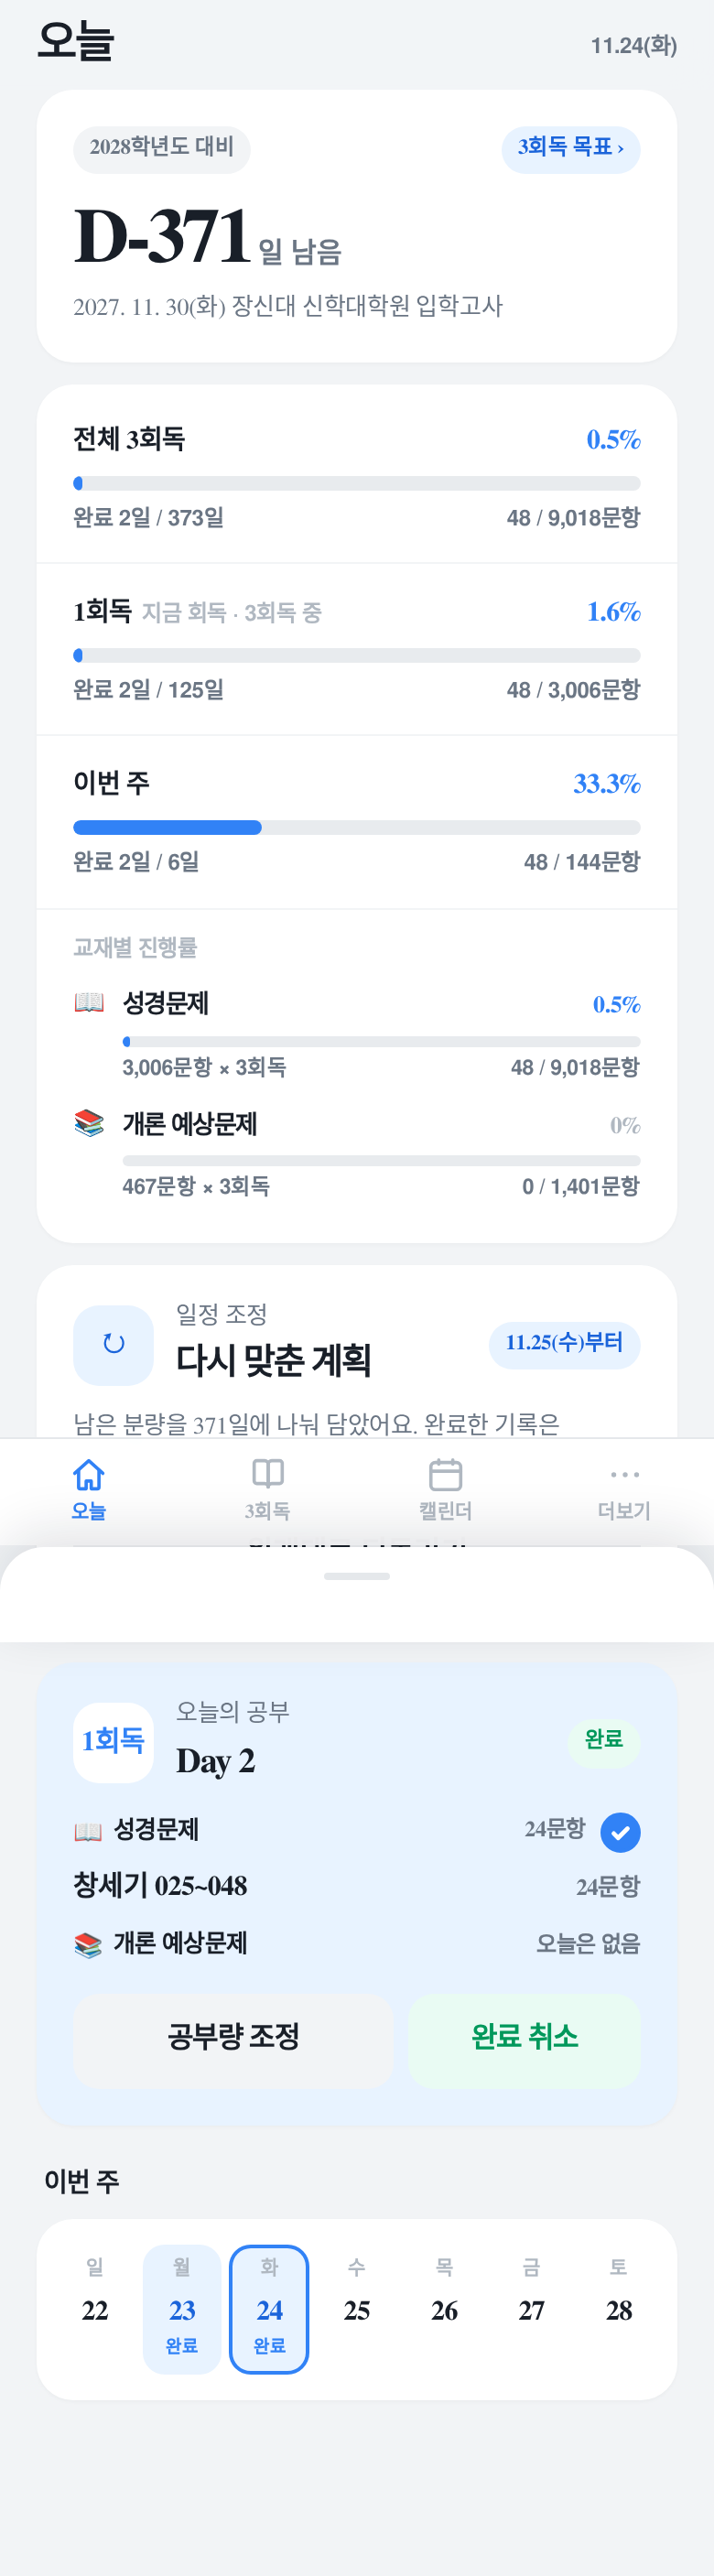 오늘
11.24(화)
2028학년도 대비
3회독 목표 ›
D-371일 남음
2027. 11. 30(화) 장신대 신학대학원 입학고사
전체 3회독
0.5%
완료 2일 / 373일
48 / 9,018문항
1회독 지금 회독 · 3회독 중
1.6%
완료 2일 / 125일
48 / 3,006문항
이번 주
33.3%
완료 2일 / 6일
48 / 144문항
교재별 진행률
성경문제
0.5%
3,006문항 × 3회독
48 / 9,018문항
개론 예상문제
0%
467문항 × 3회독
0 / 1,401문항
일정 조정
다시 맞춘 계획
11.25(수)부터
남은 분량을 371일에 나눠 담았어요. 완료한 기록은
오늘
3회독
캘린더
더보기
1회독
오늘의 공부
Day 2
완료
성경문제
24문항
창세기 025~048
24문항
개론 예상문제
오늘은 없음
공부량 조정
완료 취소
이번 주
일
월
화
수
목
금
토
22
23
24
25
26
27
28
완료
완료